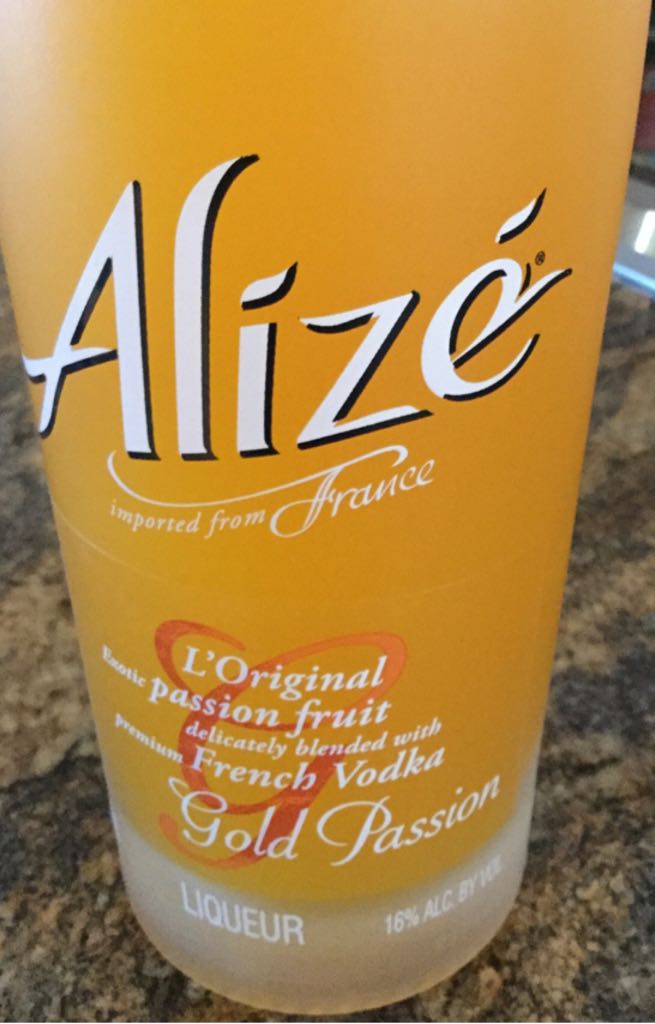 Alizé®
imported from France
L'Original
Exotic passion fruit
delicately blended with
premium French Vodka
G
Gold Passion
LIQUEUR
16% ALC. BY VOL.